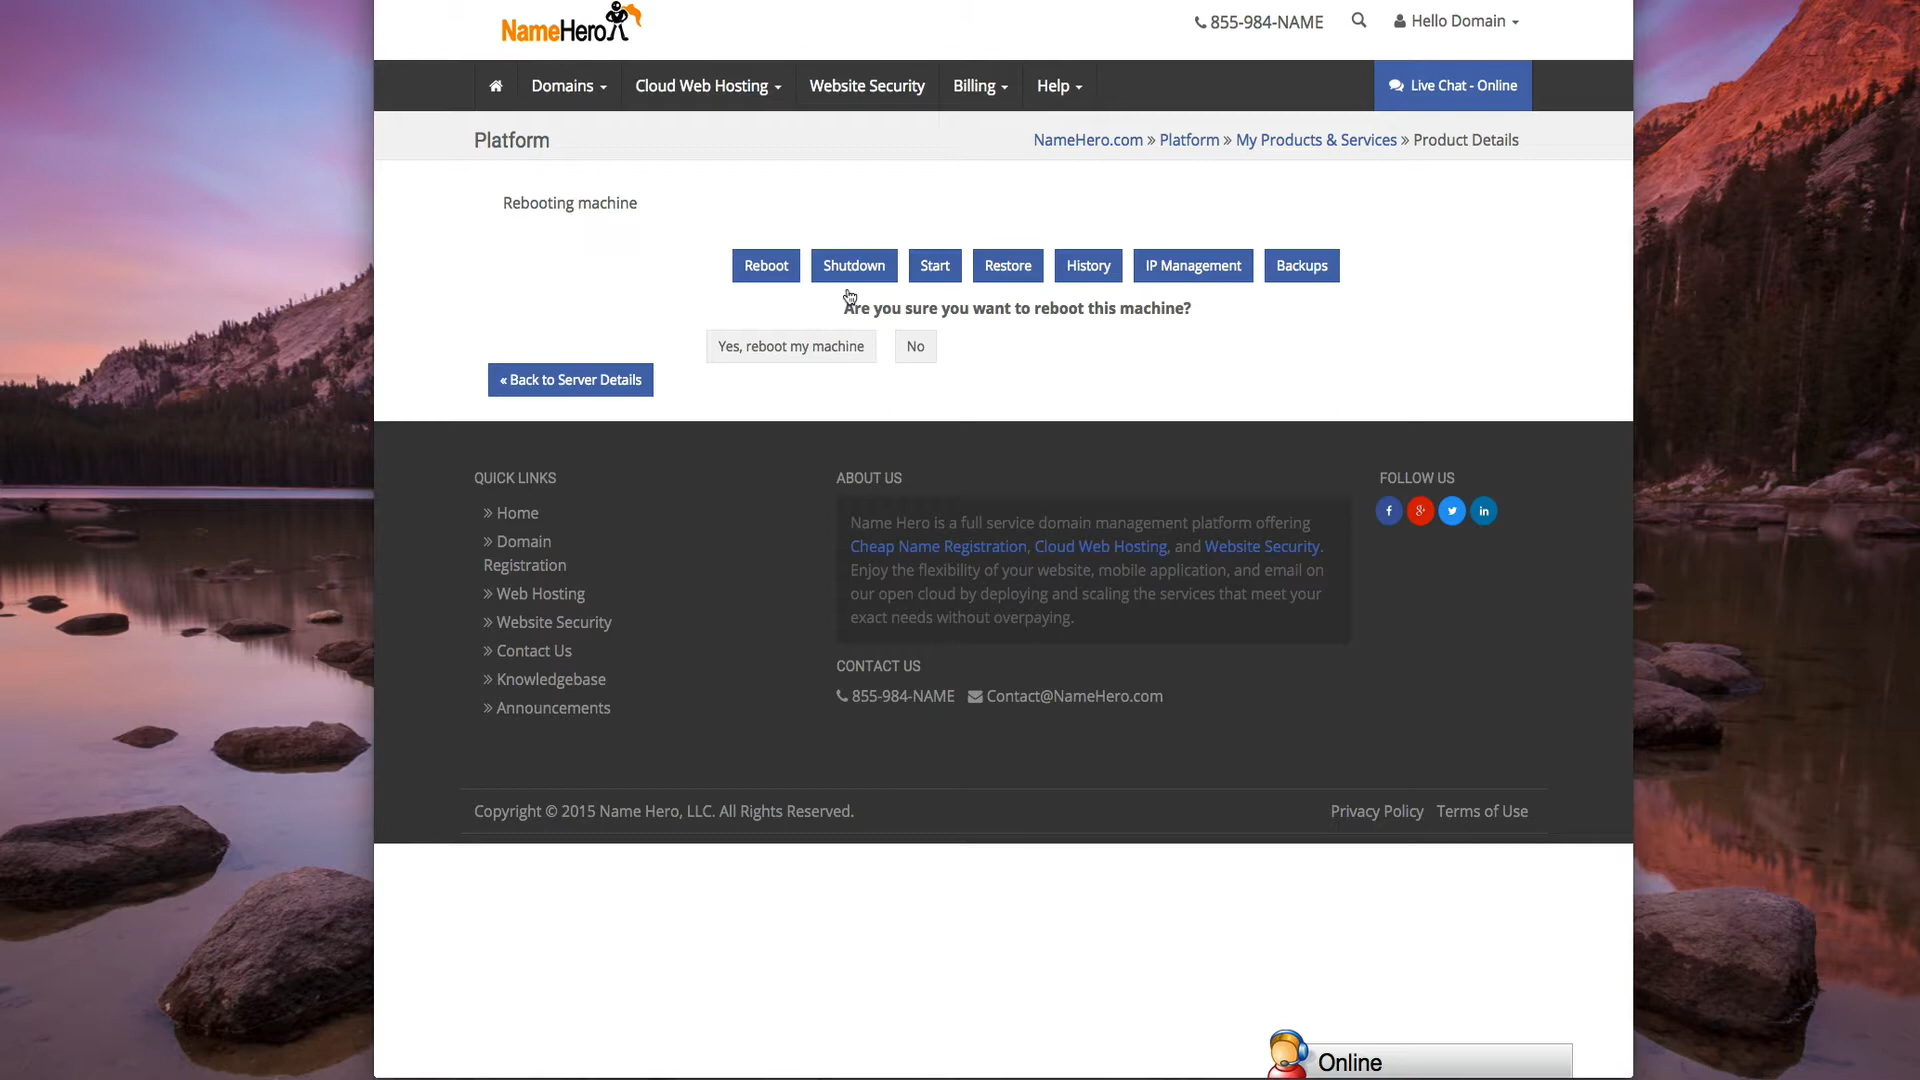 NameHero
855-984-NAME
Hello Domain
Domains
Cloud Web Hosting
Website Security
Billing
Help
Live Chat - Online
Platform
NameHero.com » Platform » My Products & Services » Product Details
Rebooting machine
Reboot
Shutdown
Start
Restore
History
IP Management
Backups
Are you sure you want to reboot this machine?
Yes, reboot my machine
No
« Back to Server Details
QUICK LINKS
» Home
» Domain
Registration
» Web Hosting
» Website Security
» Contact Us
» Knowledgebase
» Announcements
ABOUT US
Name Hero is a full service domain management platform offering
Cheap Name Registration, Cloud Web Hosting, and Website Security.
Enjoy the flexibility of your website, mobile application, and email on
our open cloud by deploying and scaling the services that meet your
exact needs without overpaying.
CONTACT US
855-984-NAME Contact@NameHero.com
FOLLOW US
f g+ in
Copyright © 2015 Name Hero, LLC. All Rights Reserved.
Privacy Policy Terms of Use
Online